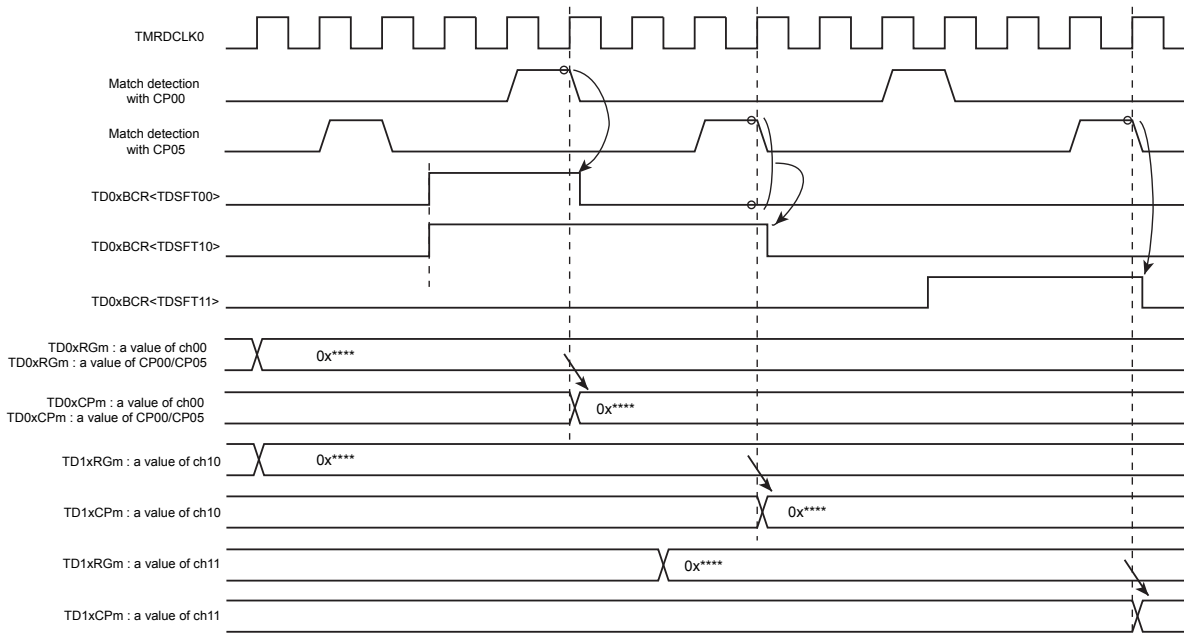 TMRDCLK0
Match detection
with CP00
Match detection
with CP05
TD0xBCR<TDSFT00>
TD0xBCR<TDSFT10>
TD0xBCR<TDSFT11>
TD0xRGm : a value of ch00
TD0xRGm : a value of CP00/CP05
0x****
TD0xCPm : a value of ch00
TD0xCPm : a value of CP00/CP05
0x****
TD1xRGm : a value of ch10
0x****
TD1xCPm : a value of ch10
0x****
TD1xRGm : a value of ch11
0x****
TD1xCPm : a value of ch11